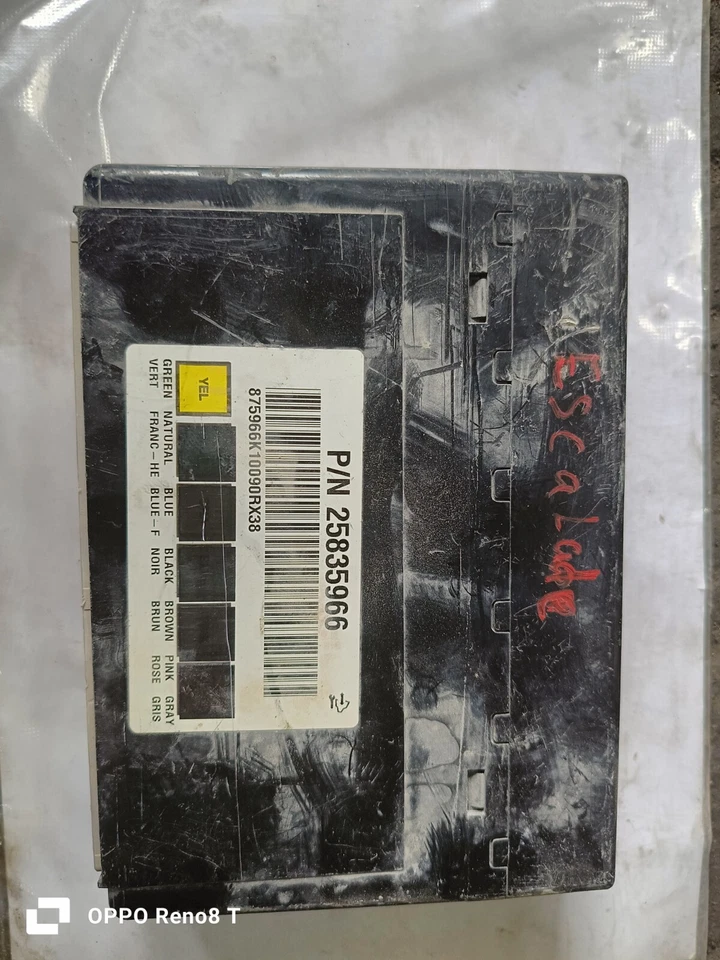 P/N 25835966
875966K10090RX38
YEL
GREEN NATURAL BLUE BLACK BROWN PINK GRAY
VERT FRANC-HE BLUE-F NOIR BRUN ROSE GRIS
Escalade
OPPO Reno8 T